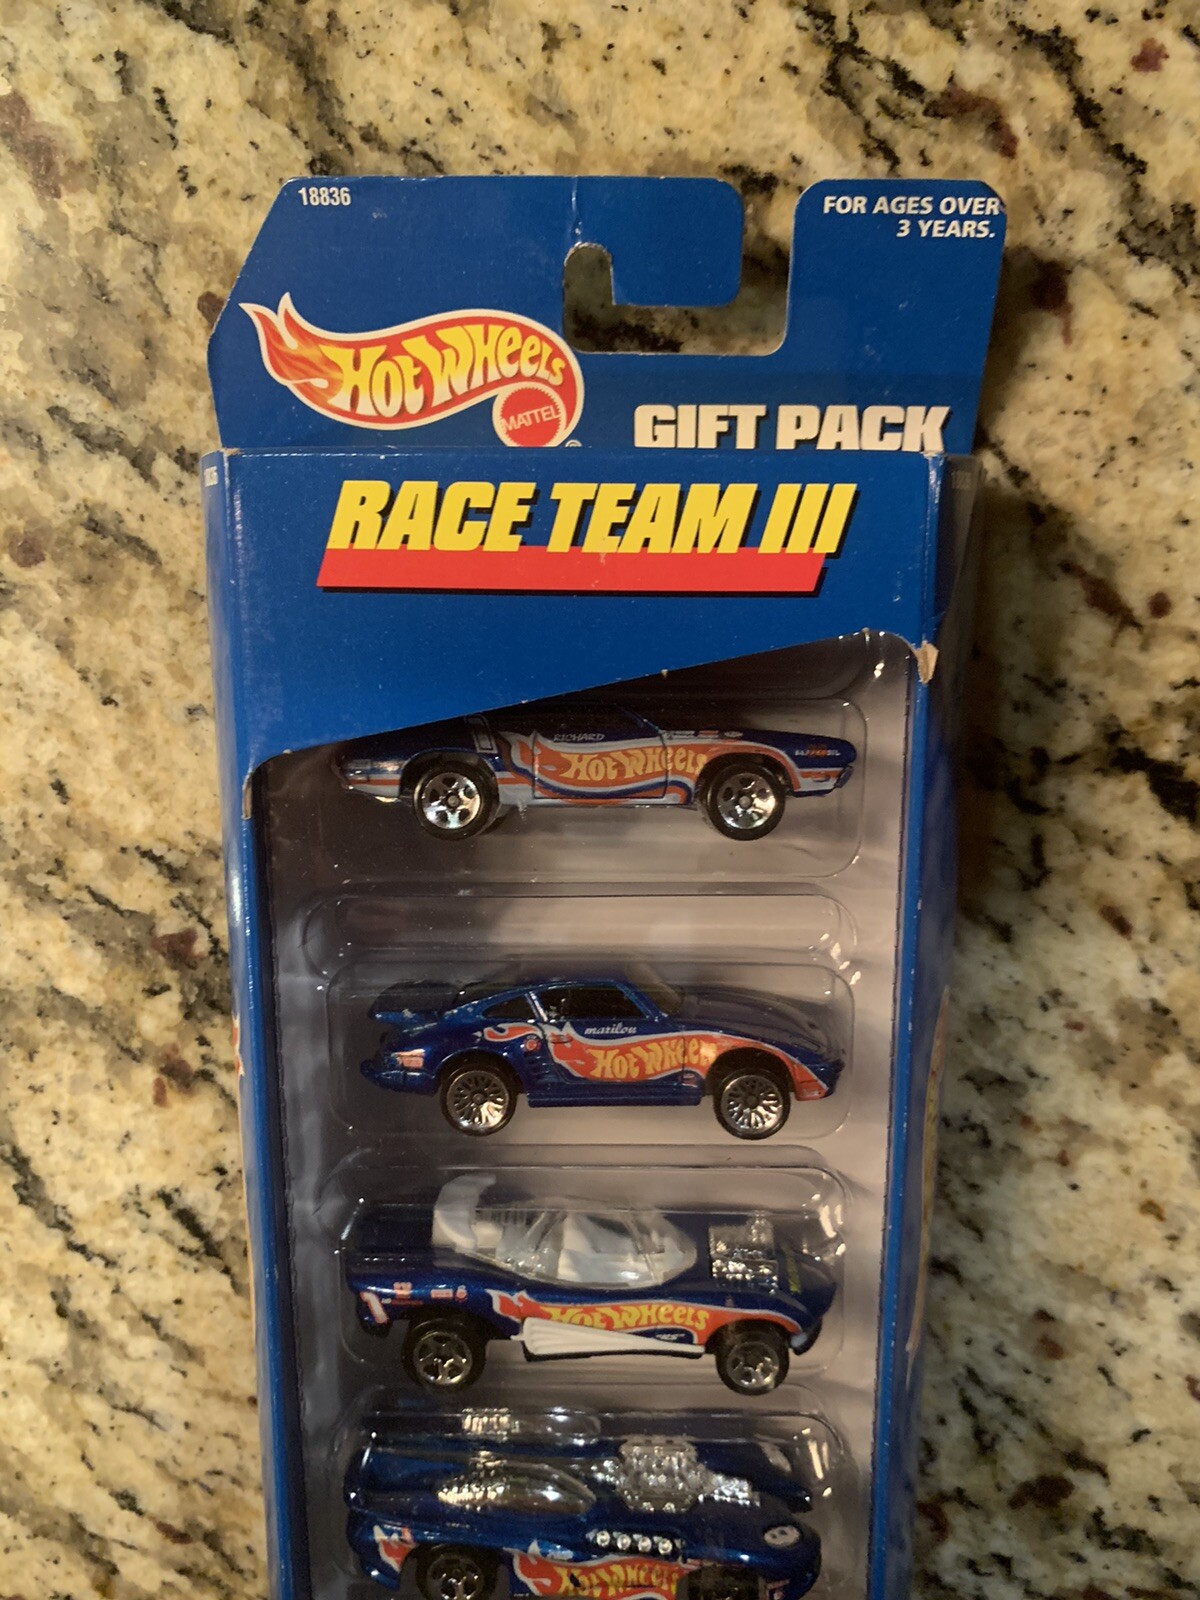 18836
FOR AGES OVER
3 YEARS.
HOT WHEELS
MATTEL
®
GIFT PACK
RACE TEAM III
RICHARD
HOT WHEELS
marilou
HOT WHEELS
HOT WHEELS
HOT WHEELS